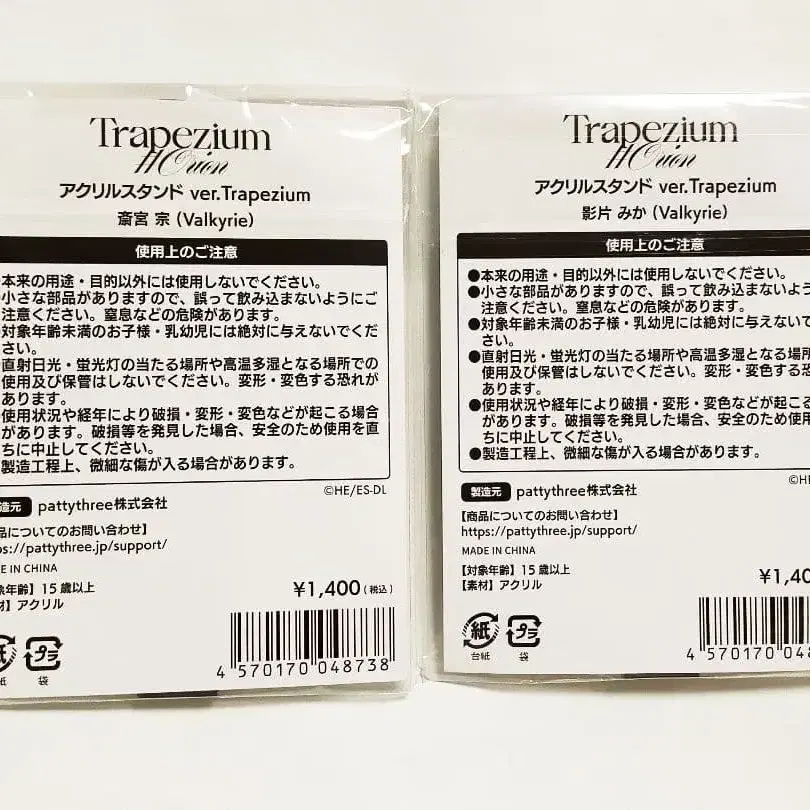 Trapezium
H Orion
アクリルスタンド ver.Trapezium
斎宮 宗 (Valkyrie)
使用上のご注意
本来の用途・目的以外には使用しないでください。
小さな部品がありますので、誤って飲み込まないようにご
注意ください。窒息などの危険があります。
対象年齢未満のお子様・乳幼児には絶対に与えないでくだ
さい。
直射日光・蛍光灯の当たる場所や高温多湿となる場所での
使用及び保管はしないでください。変形・変色する恐れが
あります。
使用状況や経年により破損・変形・変色などが起こる場合
があります。破損等を発見した場合、安全のため使用を直
ちに中止してください。
製造工程上、微細な傷が入る場合があります。
©HE/ES-DL
造元 pattythree株式会社
品についてのお問い合わせ】
s://pattythree.jp/support/
E IN CHINA
象年齢】15歳以上
材】アクリル
¥1,400(税込)
紙 プラ
紙 袋
4 570170 048738
Trapezium
H Orion
アクリルスタンド ver.Trapezium
影片 みか (Valkyrie)
使用上のご注意
●本来の用途・目的以外には使用しないでください。
●小さな部品がありますので、誤って飲み込まないよう
注意ください。窒息などの危険があります。
●対象年齢未満のお子様・乳幼児には絶対に与えないで
さい。
●直射日光・蛍光灯の当たる場所や高温多湿となる場所
使用及び保管はしないでください。変形・変色する恐
あります。
●使用状況や経年により破損・変形・変色などが起こる
があります。破損等を発見した場合、安全のため使用
ちに中止してください。
●製造工程上、微細な傷が入る場合があります。
©HE
製造元 pattythree株式会社
【商品についてのお問い合わせ】
https://pattythree.jp/support/
MADE IN CHINA
【対象年齢】15歳以上
【素材】アクリル
¥1,40
紙 プラ
台紙 袋
4 570170 048